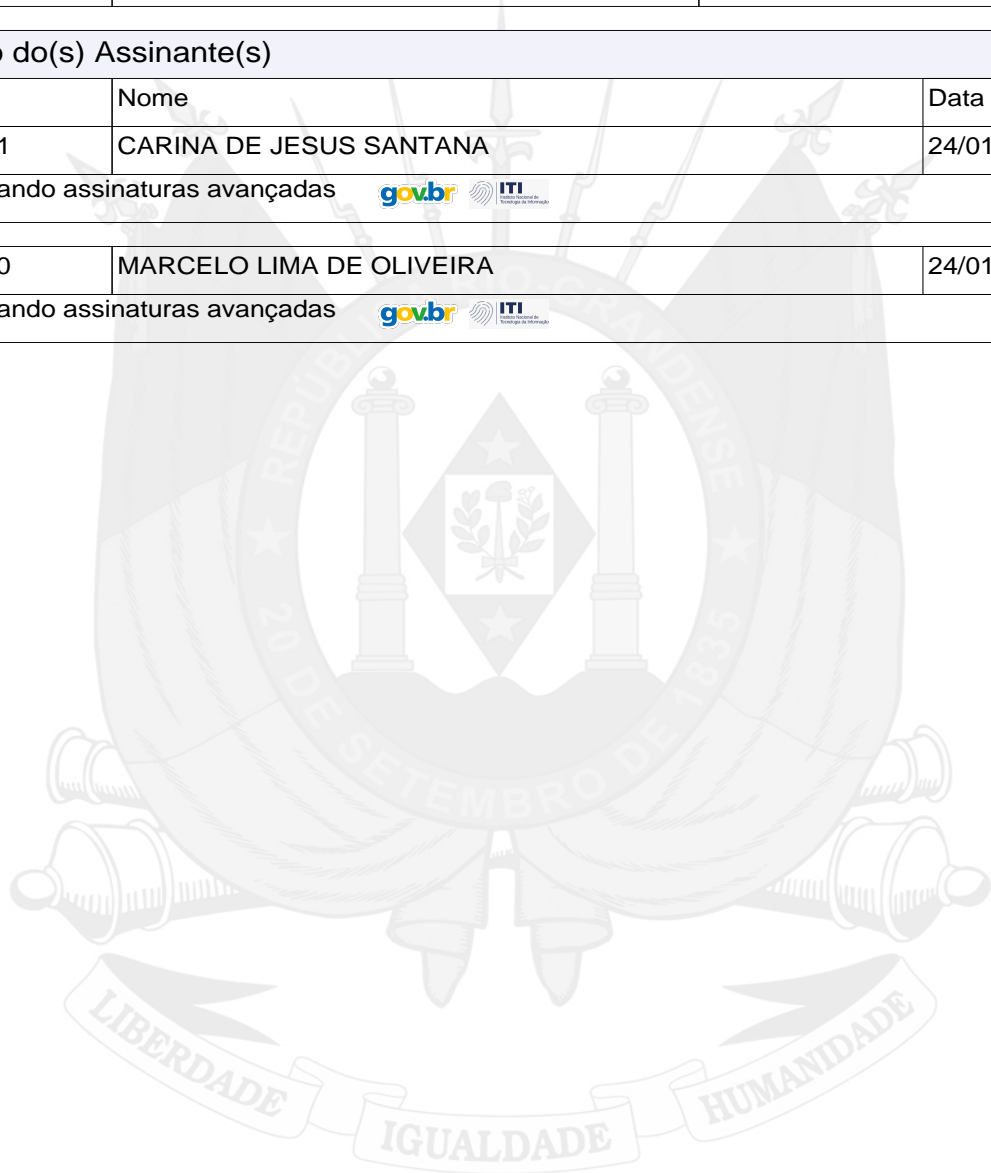 o do(s) Assinante(s)
Nome Data
1 CARINA DE JESUS SANTANA 24/01
ando assinaturas avançadas gov.br ITI
0 MARCELO LIMA DE OLIVEIRA 24/01
ando assinaturas avançadas gov.br ITI
REPÚBLICA RIO-GRANDENSE
20 DE SETEMBRO DE 1835
LIBERDADE IGUALDADE HUMANIDADE